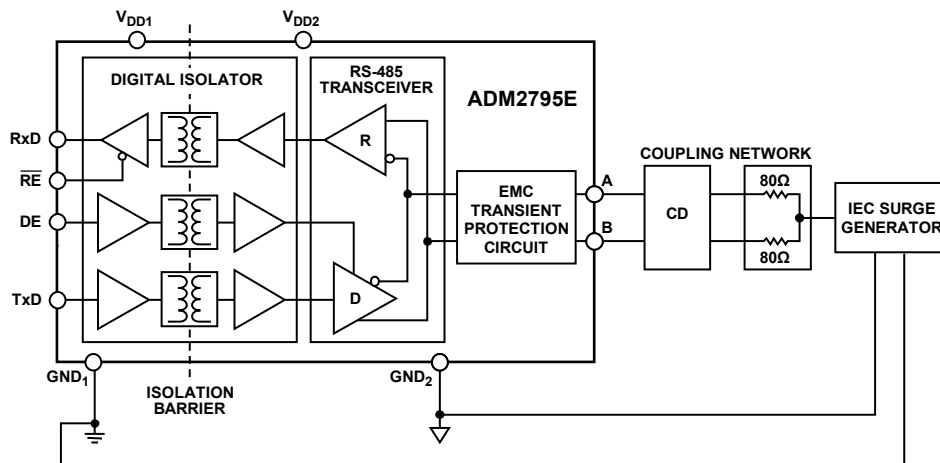 VDD1
VDD2
DIGITAL ISOLATOR
RS-485
TRANSCEIVER
ADM2795E
RxD
RE
DE
TxD
R
D
EMC
TRANSIENT
PROTECTION
CIRCUIT
A
B
COUPLING NETWORK
CD
80Ω
80Ω
IEC SURGE
GENERATOR
GND1
ISOLATION
BARRIER
GND2